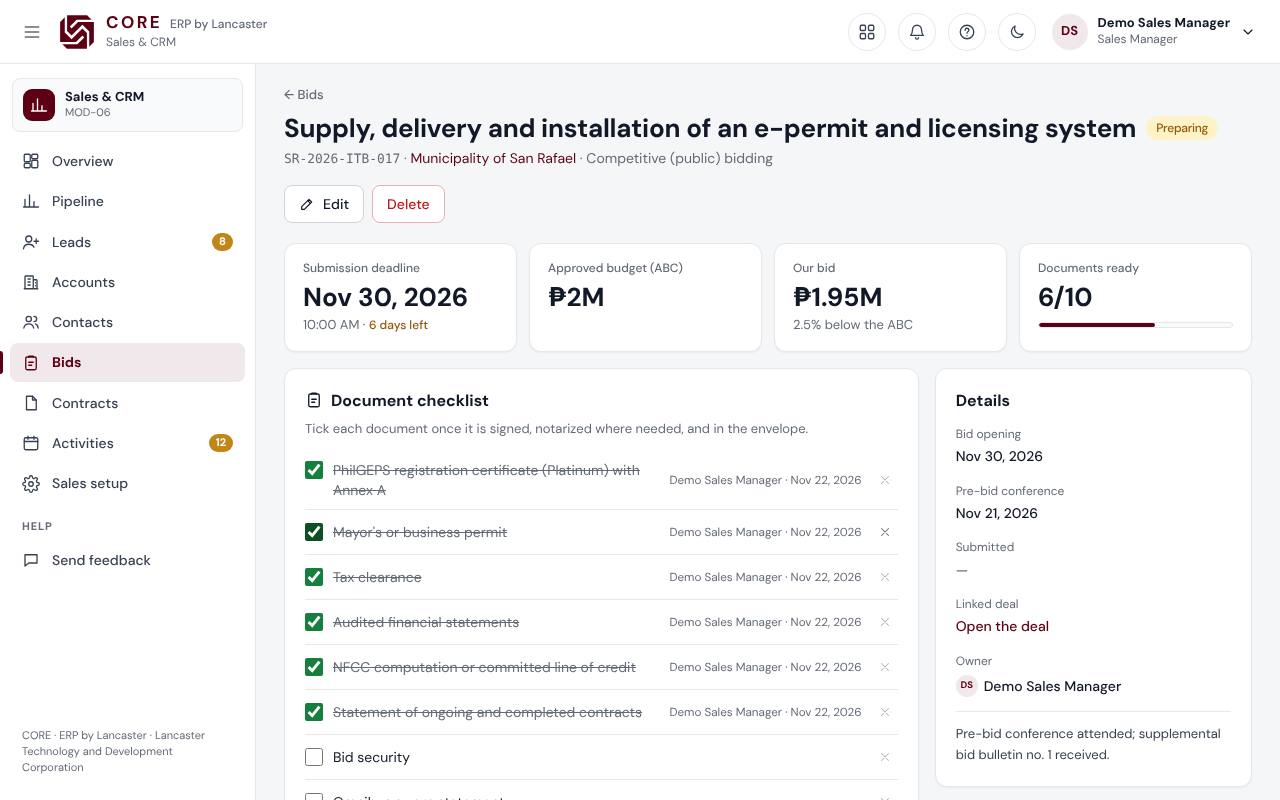 CORE ERP by Lancaster
Sales & CRM
DS
Demo Sales Manager
Sales Manager
Sales & CRM
MOD-06
Overview
Pipeline
Leads 8
Accounts
Contacts
Bids
Contracts
Activities 12
Sales setup
HELP
Send feedback
CORE · ERP by Lancaster · Lancaster
Technology and Development
Corporation
← Bids
Supply, delivery and installation of an e-permit and licensing system Preparing
SR-2026-ITB-017 · Municipality of San Rafael · Competitive (public) bidding
Edit Delete
Submission deadline
Nov 30, 2026
10:00 AM · 6 days left
Approved budget (ABC)
₱2M
Our bid
₱1.95M
2.5% below the ABC
Documents ready
6/10
Document checklist
Tick each document once it is signed, notarized where needed, and in the envelope.
PhilGEPS registration certificate (Platinum) with
Annex A
Demo Sales Manager · Nov 22, 2026
Mayor's or business permit Demo Sales Manager · Nov 22, 2026
Tax clearance Demo Sales Manager · Nov 22, 2026
Audited financial statements Demo Sales Manager · Nov 22, 2026
NFCC computation or committed line of credit Demo Sales Manager · Nov 22, 2026
Statement of ongoing and completed contracts Demo Sales Manager · Nov 22, 2026
Bid security
Details
Bid opening
Nov 30, 2026
Pre-bid conference
Nov 21, 2026
Submitted
—
Linked deal
Open the deal
Owner
DS Demo Sales Manager
Pre-bid conference attended; supplemental
bid bulletin no. 1 received.